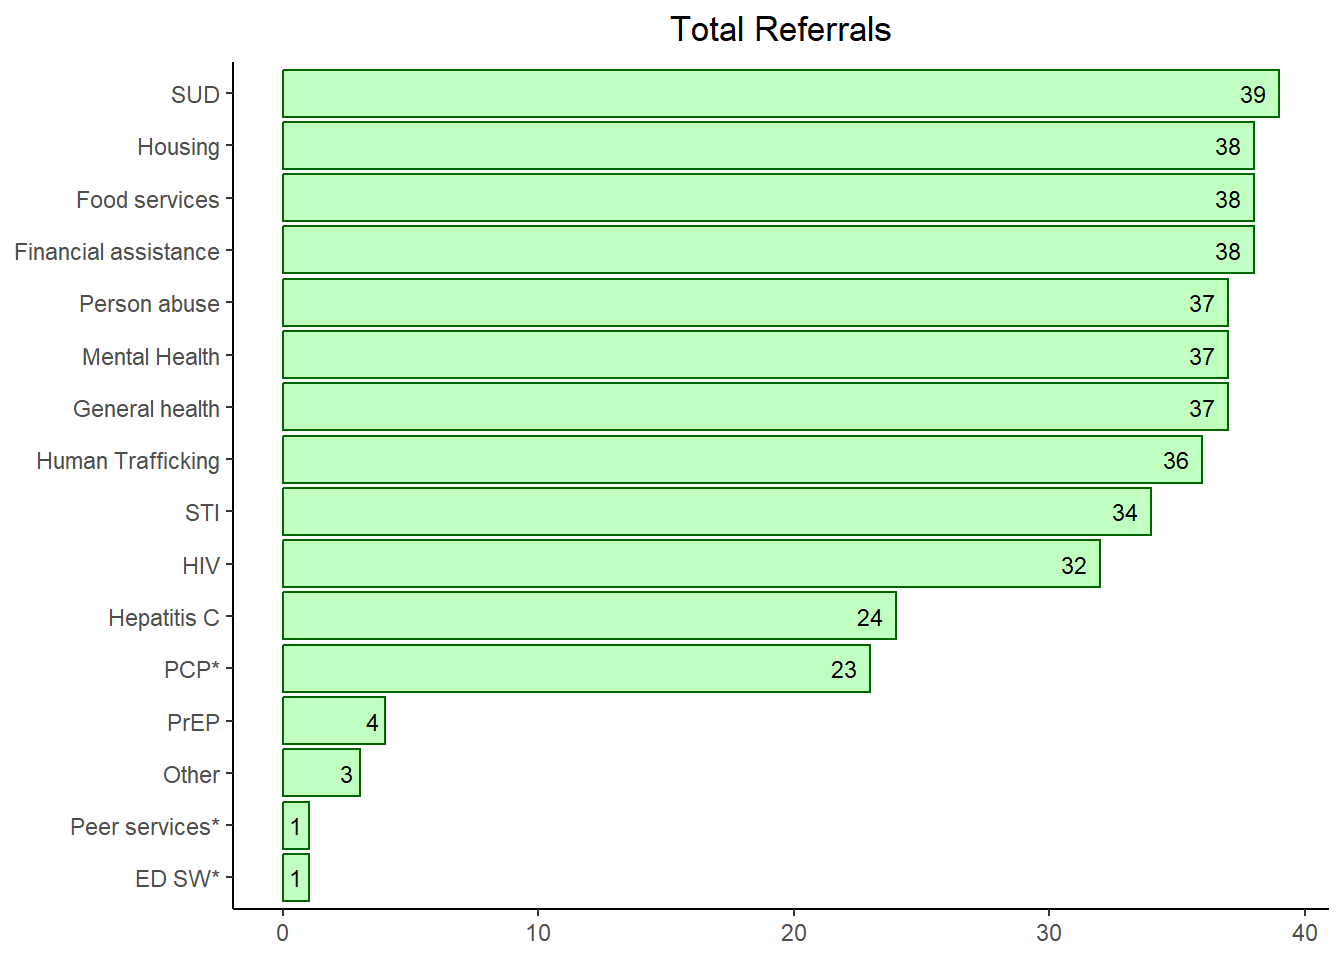 Total Referrals
SUD 39
Housing 38
Food services 38
Financial assistance 38
Person abuse 37
Mental Health 37
General health 37
Human Trafficking 36
STI 34
HIV 32
Hepatitis C 24
PCP* 23
PrEP 4
Other 3
Peer services* 1
ED SW* 1
0 10 20 30 40